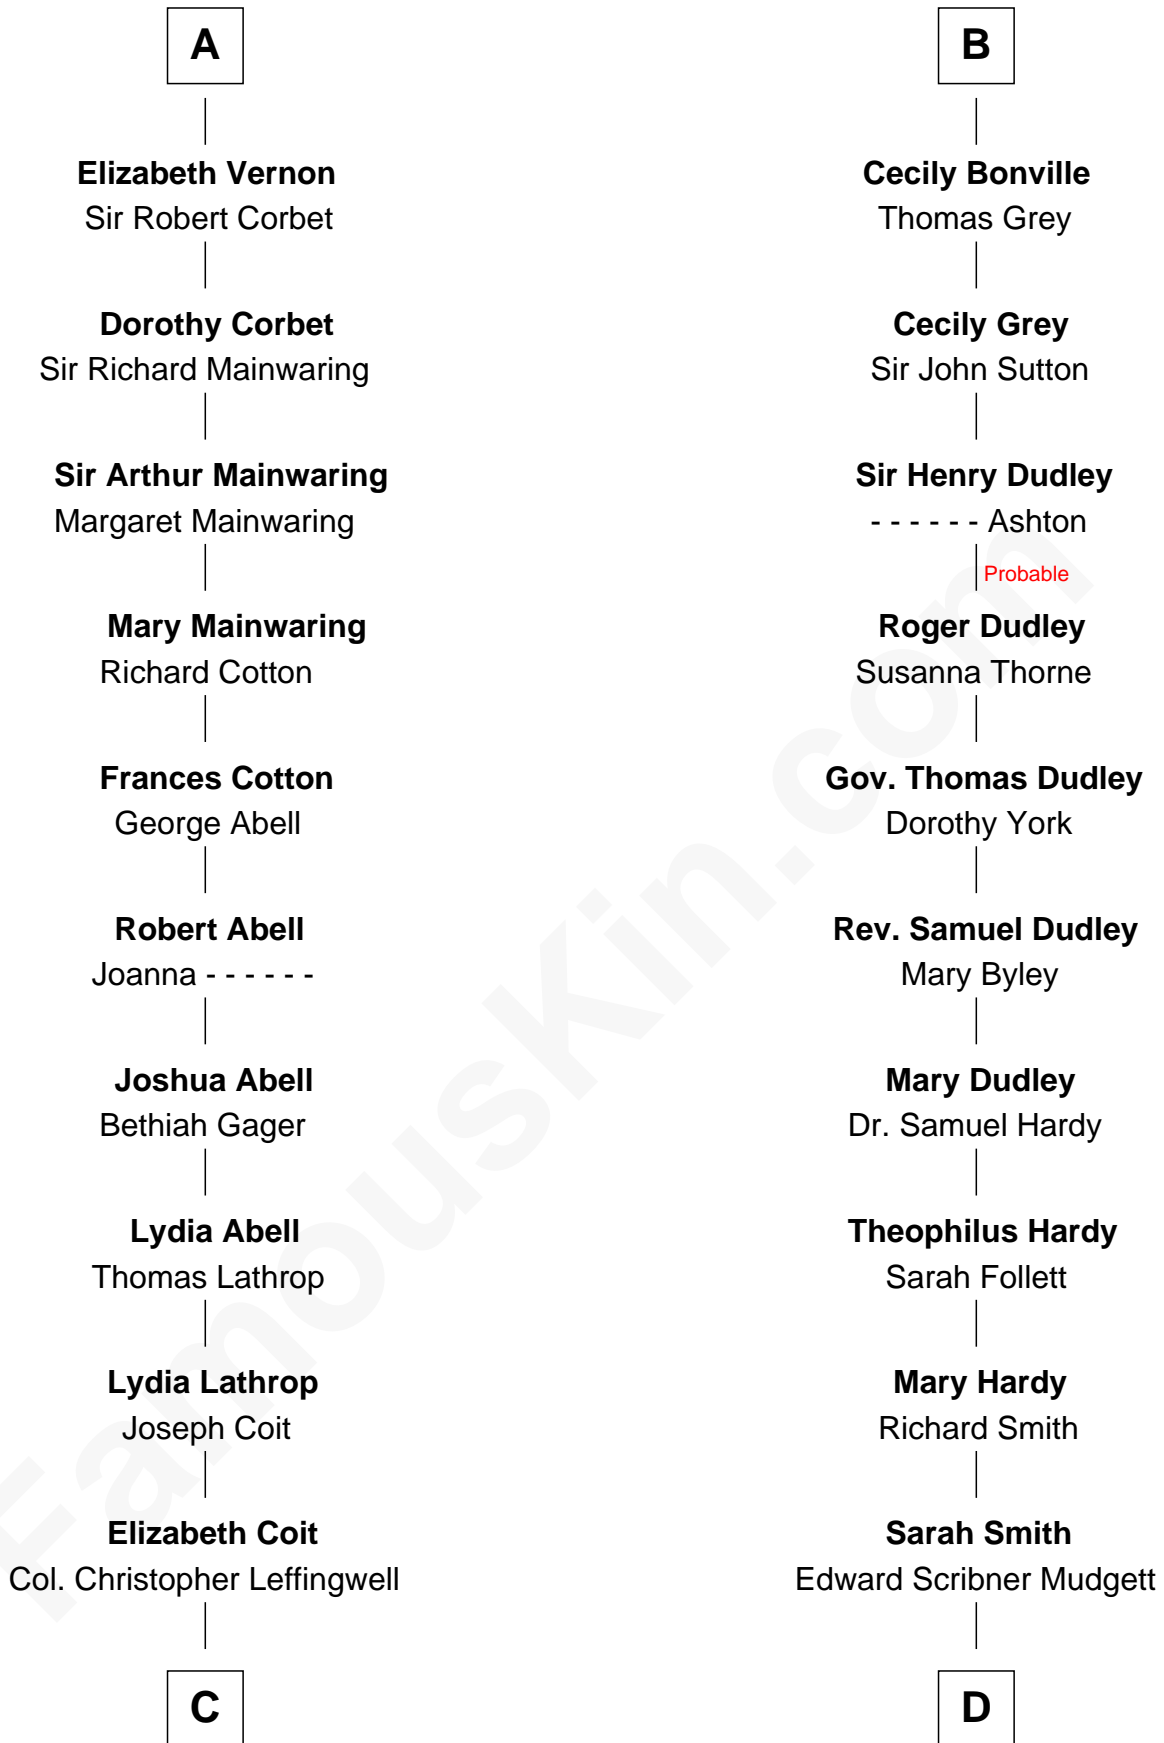 A
Elizabeth Vernon
Sir Robert Corbet
Dorothy Corbet
Sir Richard Mainwaring
Sir Arthur Mainwaring
Margaret Mainwaring
Mary Mainwaring
Richard Cotton
Frances Cotton
George Abell
Robert Abell
Joanna - - - - - -
Joshua Abell
Bethiah Gager
Lydia Abell
Thomas Lathrop
Lydia Lathrop
Joseph Coit
Elizabeth Coit
Col. Christopher Leffingwell
C
B
Cecily Bonville
Thomas Grey
Cecily Grey
Sir John Sutton
Sir Henry Dudley
- - - - - - Ashton
Probable
Roger Dudley
Susanna Thorne
Gov. Thomas Dudley
Dorothy York
Rev. Samuel Dudley
Mary Byley
Mary Dudley
Dr. Samuel Hardy
Theophilus Hardy
Sarah Follett
Mary Hardy
Richard Smith
Sarah Smith
Edward Scribner Mudgett
D
FamousKin.com